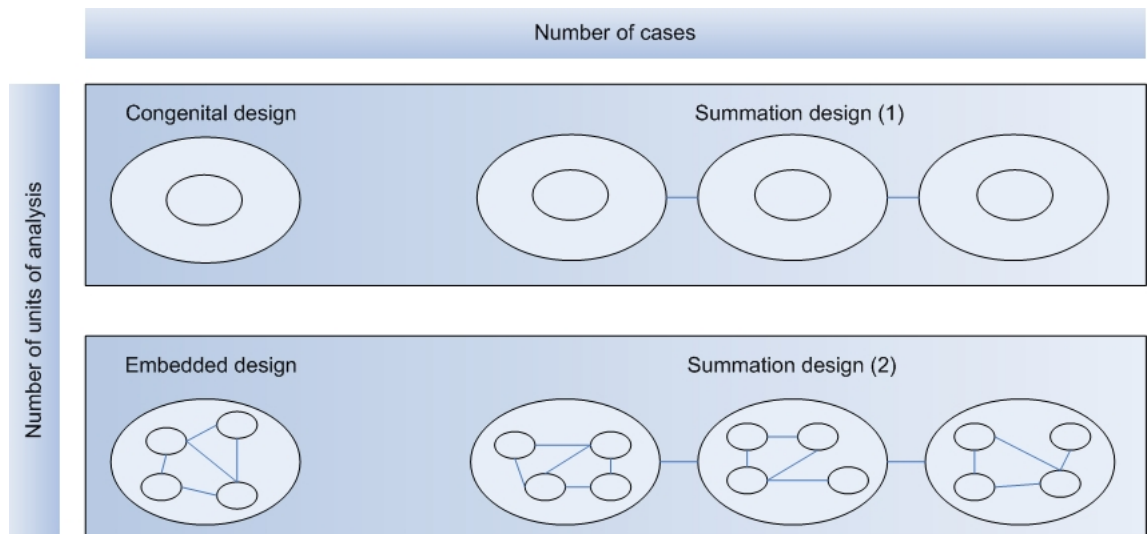 Number of cases
Number of units of analysis
Congenital design
Summation design (1)
Embedded design
Summation design (2)